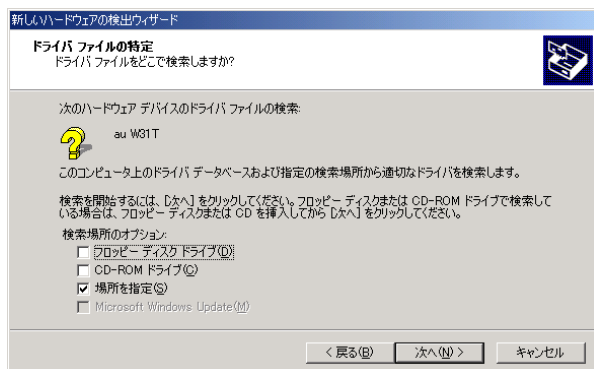 新しいハードウェアの検出ウィザード
ドライバ ファイルの特定
ドライバ ファイルをどこで検索しますか?
次のハードウェア デバイスのドライバ ファイルの検索:
au W31T
このコンピュータ上のドライバ データベースおよび指定の検索場所から適切なドライバを検索します。
検索を開始するには、[次へ] をクリックしてください。フロッピー ディスクまたは CD-ROM ドライブで検索して
いる場合は、フロッピー ディスクまたは CD を挿入してから [次へ] をクリックしてください。
検索場所のオプション:
フロッピー ディスク ドライブ(D)
CD-ROM ドライブ(C)
場所を指定(S)
Microsoft Windows Update(M)
< 戻る(B) 次へ(N) > キャンセル